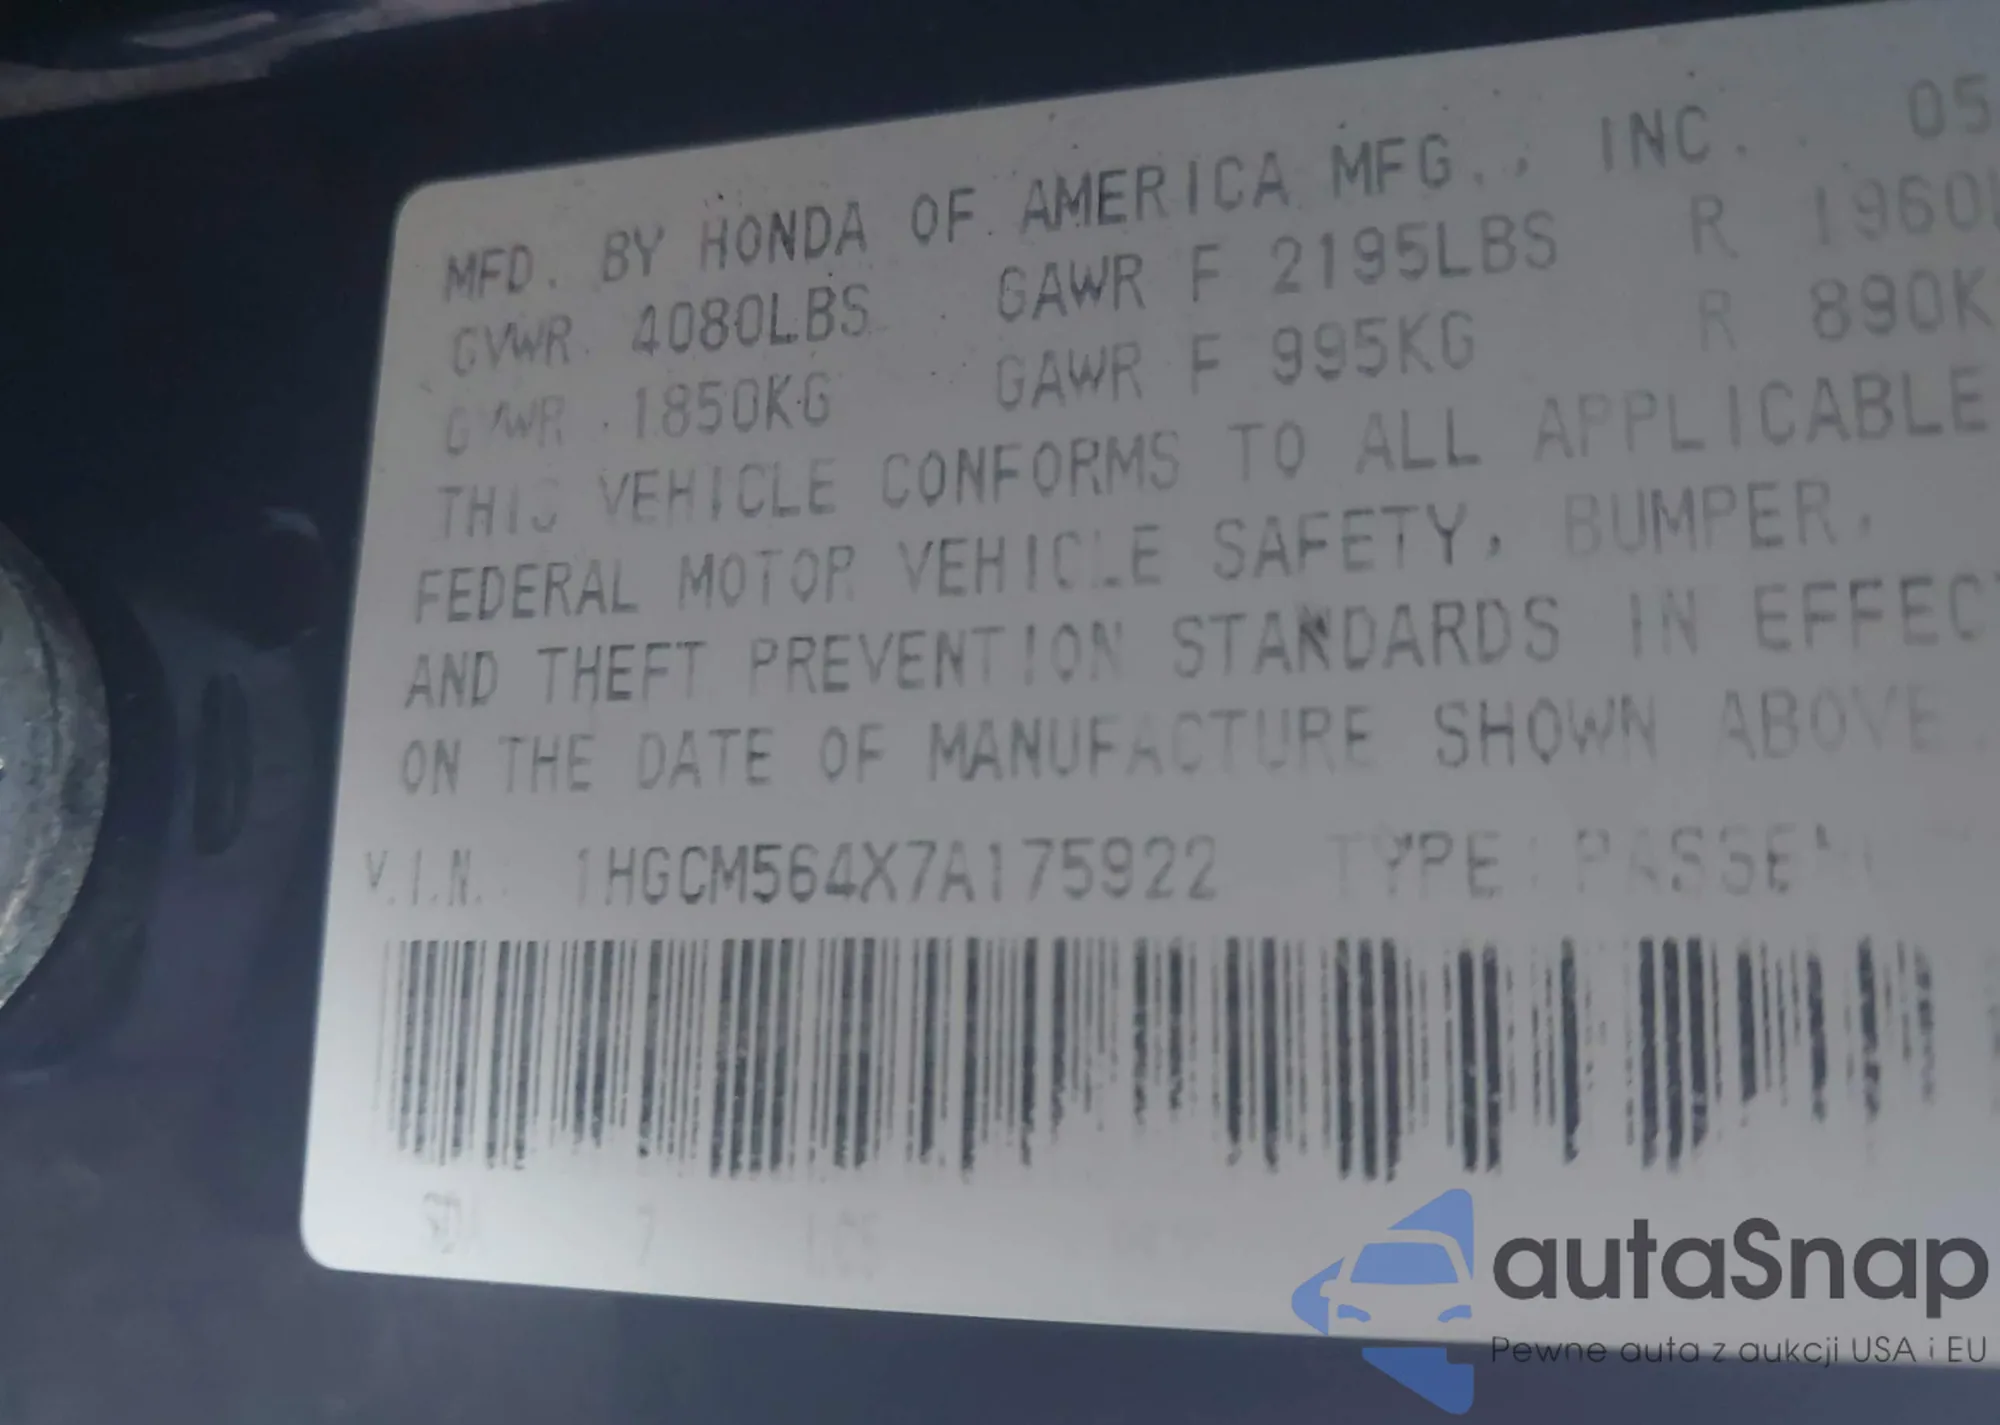 MFD. BY HONDA OF AMERICA MFG., INC. 05
GVWR 4080LBS GAWR F 2195LBS R 1960
GVWR 1850KG GAWR F 995KG R 890K
THIS VEHICLE CONFORMS TO ALL APPLICABLE
FEDERAL MOTOR VEHICLE SAFETY, BUMPER,
AND THEFT PREVENTION STANDARDS IN EFFEC
ON THE DATE OF MANUFACTURE SHOWN ABOVE.
V.I.N. 1HGCM564X7A175922 TYPE: PASSEN
autaSnap
Pewne auta z aukcji USA i EU